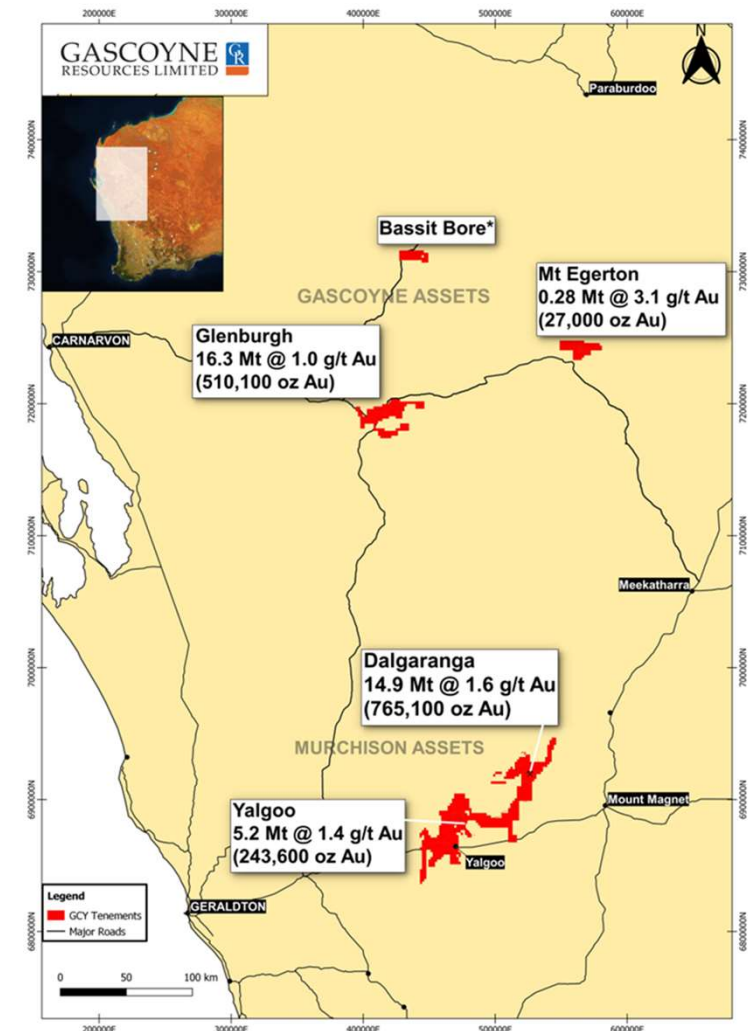 200000E
300000E
400000E
500000E
600000E
GASCOYNE
RESOURCES LIMITED
GR
N
Paraburdoo
7400000N
7400000N
Bassit Bore*
7300000N
7300000N
GASCOYNE ASSETS
Mt Egerton
0.28 Mt @ 3.1 g/t Au
(27,000 oz Au)
Glenburgh
16.3 Mt @ 1.0 g/t Au
(510,100 oz Au)
CARNARVON
7200000N
7200000N
7100000N
7100000N
Meekatharra
7000000N
7000000N
Dalgaranga
14.9 Mt @ 1.6 g/t Au
(765,100 oz Au)
MURCHISON ASSETS
6900000N
6900000N
Mount Magnet
Yalgoo
5.2 Mt @ 1.4 g/t Au
(243,600 oz Au)
Yalgoo
Legend
GCY Tenements
Major Roads
GERALDTON
6800000N
6800000N
0 50 100 km
200000E
300000E
400000E
500000E
600000E